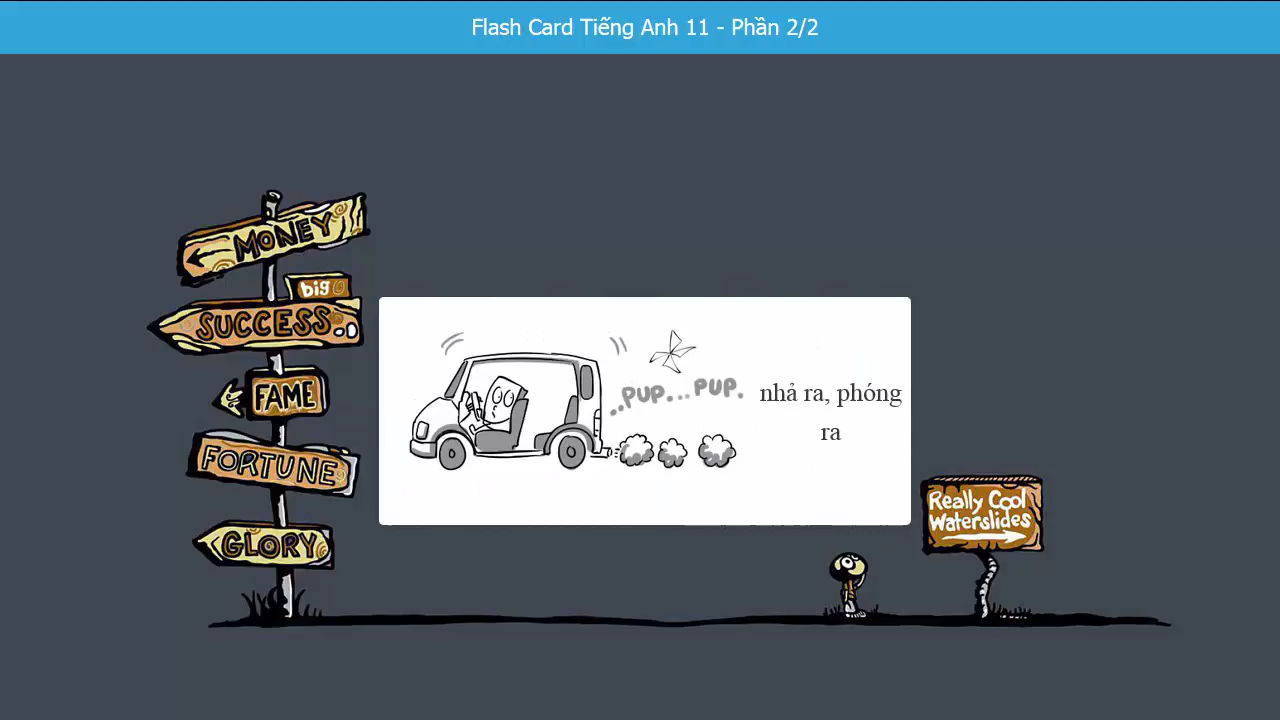 Flash Card Tiếng Anh 11 - Phần 2/2
MONEY
big
SUCCESS
FAME
FORTUNE
GLORY
..PUP...PUP.
nhả ra, phóng
ra
Really Cool
Waterslides